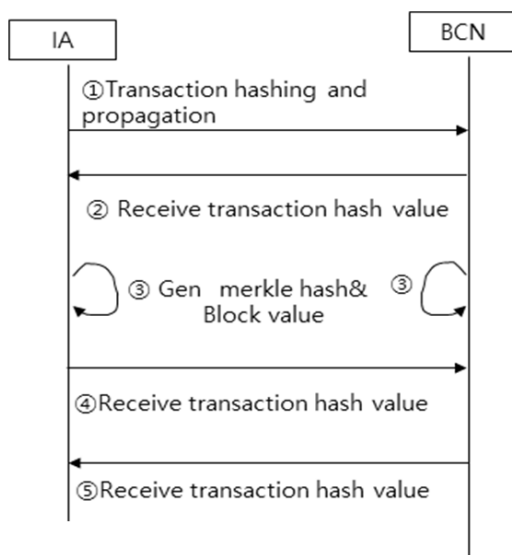 IA
BCN
①Transaction hashing and
propagation
② Receive transaction hash value
③ Gen merkle hash&
Block value
③
④Receive transaction hash value
⑤Receive transaction hash value